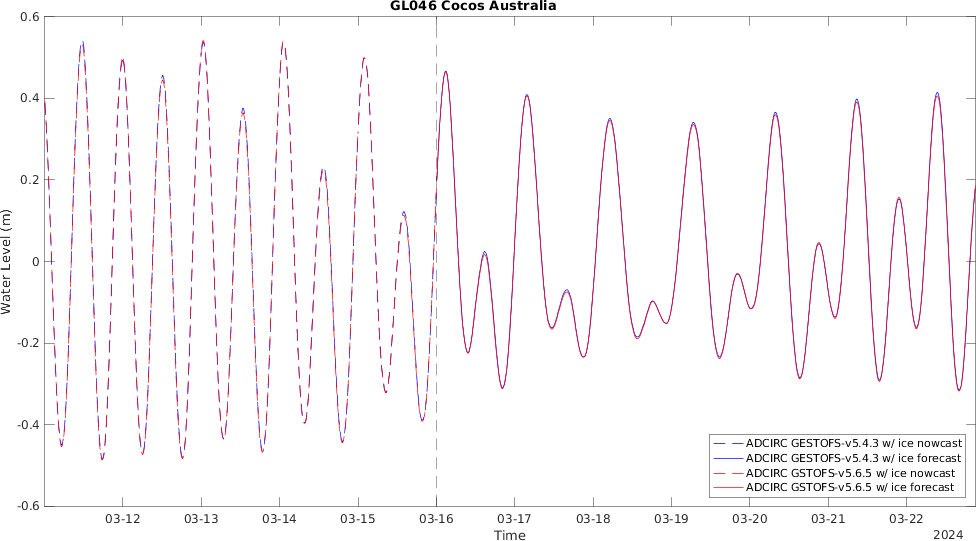 GL046 Cocos Australia
0.6
0.4
0.2
0
-0.2
-0.4
-0.6
Water Level (m)
ADCIRC GESTOFS-v5.4.3 w/ ice nowcast
ADCIRC GESTOFS-v5.4.3 w/ ice forecast
ADCIRC GSTOFS-v5.6.5 w/ ice nowcast
ADCIRC GSTOFS-v5.6.5 w/ ice forecast
03-12 03-13 03-14 03-15 03-16 03-17 03-18 03-19 03-20 03-21 03-22
Time
2024